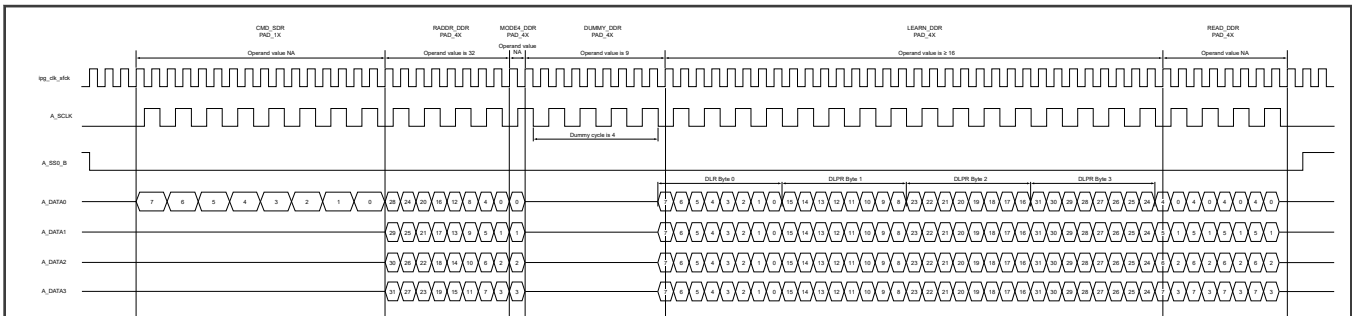 CMD_SDR RADDR_DDR MODE4_DDR DUMMY_DDR LEARN_DDR READ_DDR
PAD_1X PAD_4X PAD_4X PAD_4X PAD_4X PAD_4X
Operand value NA Operand value is 32 Operand value NA Operand value is 9 Operand value is ≥ 16 Operand value NA
ipg_clk_sfck
A_SCLK
Dummy cycle is 4
A_SS0_B
DLR Byte 0 DLPR Byte 1 DLPR Byte 2 DLPR Byte 3
A_DATA0 7 6 5 4 3 2 1 0 28 24 20 16 12 8 4 0 0 7 6 5 4 3 2 1 0 15 14 13 12 11 10 9 8 23 22 21 20 19 18 17 16 31 30 29 28 27 26 25 24 4 0 4 0 4 0 4 0
A_DATA1 29 25 21 17 13 9 5 1 1 7 6 5 4 3 2 1 0 15 14 13 12 11 10 9 8 23 22 21 20 19 18 17 16 31 30 29 28 27 26 25 24 5 1 5 1 5 1 5 1
A_DATA2 30 26 22 18 14 10 6 2 2 7 6 5 4 3 2 1 0 15 14 13 12 11 10 9 8 23 22 21 20 19 18 17 16 31 30 29 28 27 26 25 24 6 2 6 2 6 2 6 2
A_DATA3 31 27 23 19 15 11 7 3 3 7 6 5 4 3 2 1 0 15 14 13 12 11 10 9 8 23 22 21 20 19 18 17 16 31 30 29 28 27 26 25 24 7 3 7 3 7 3 7 3